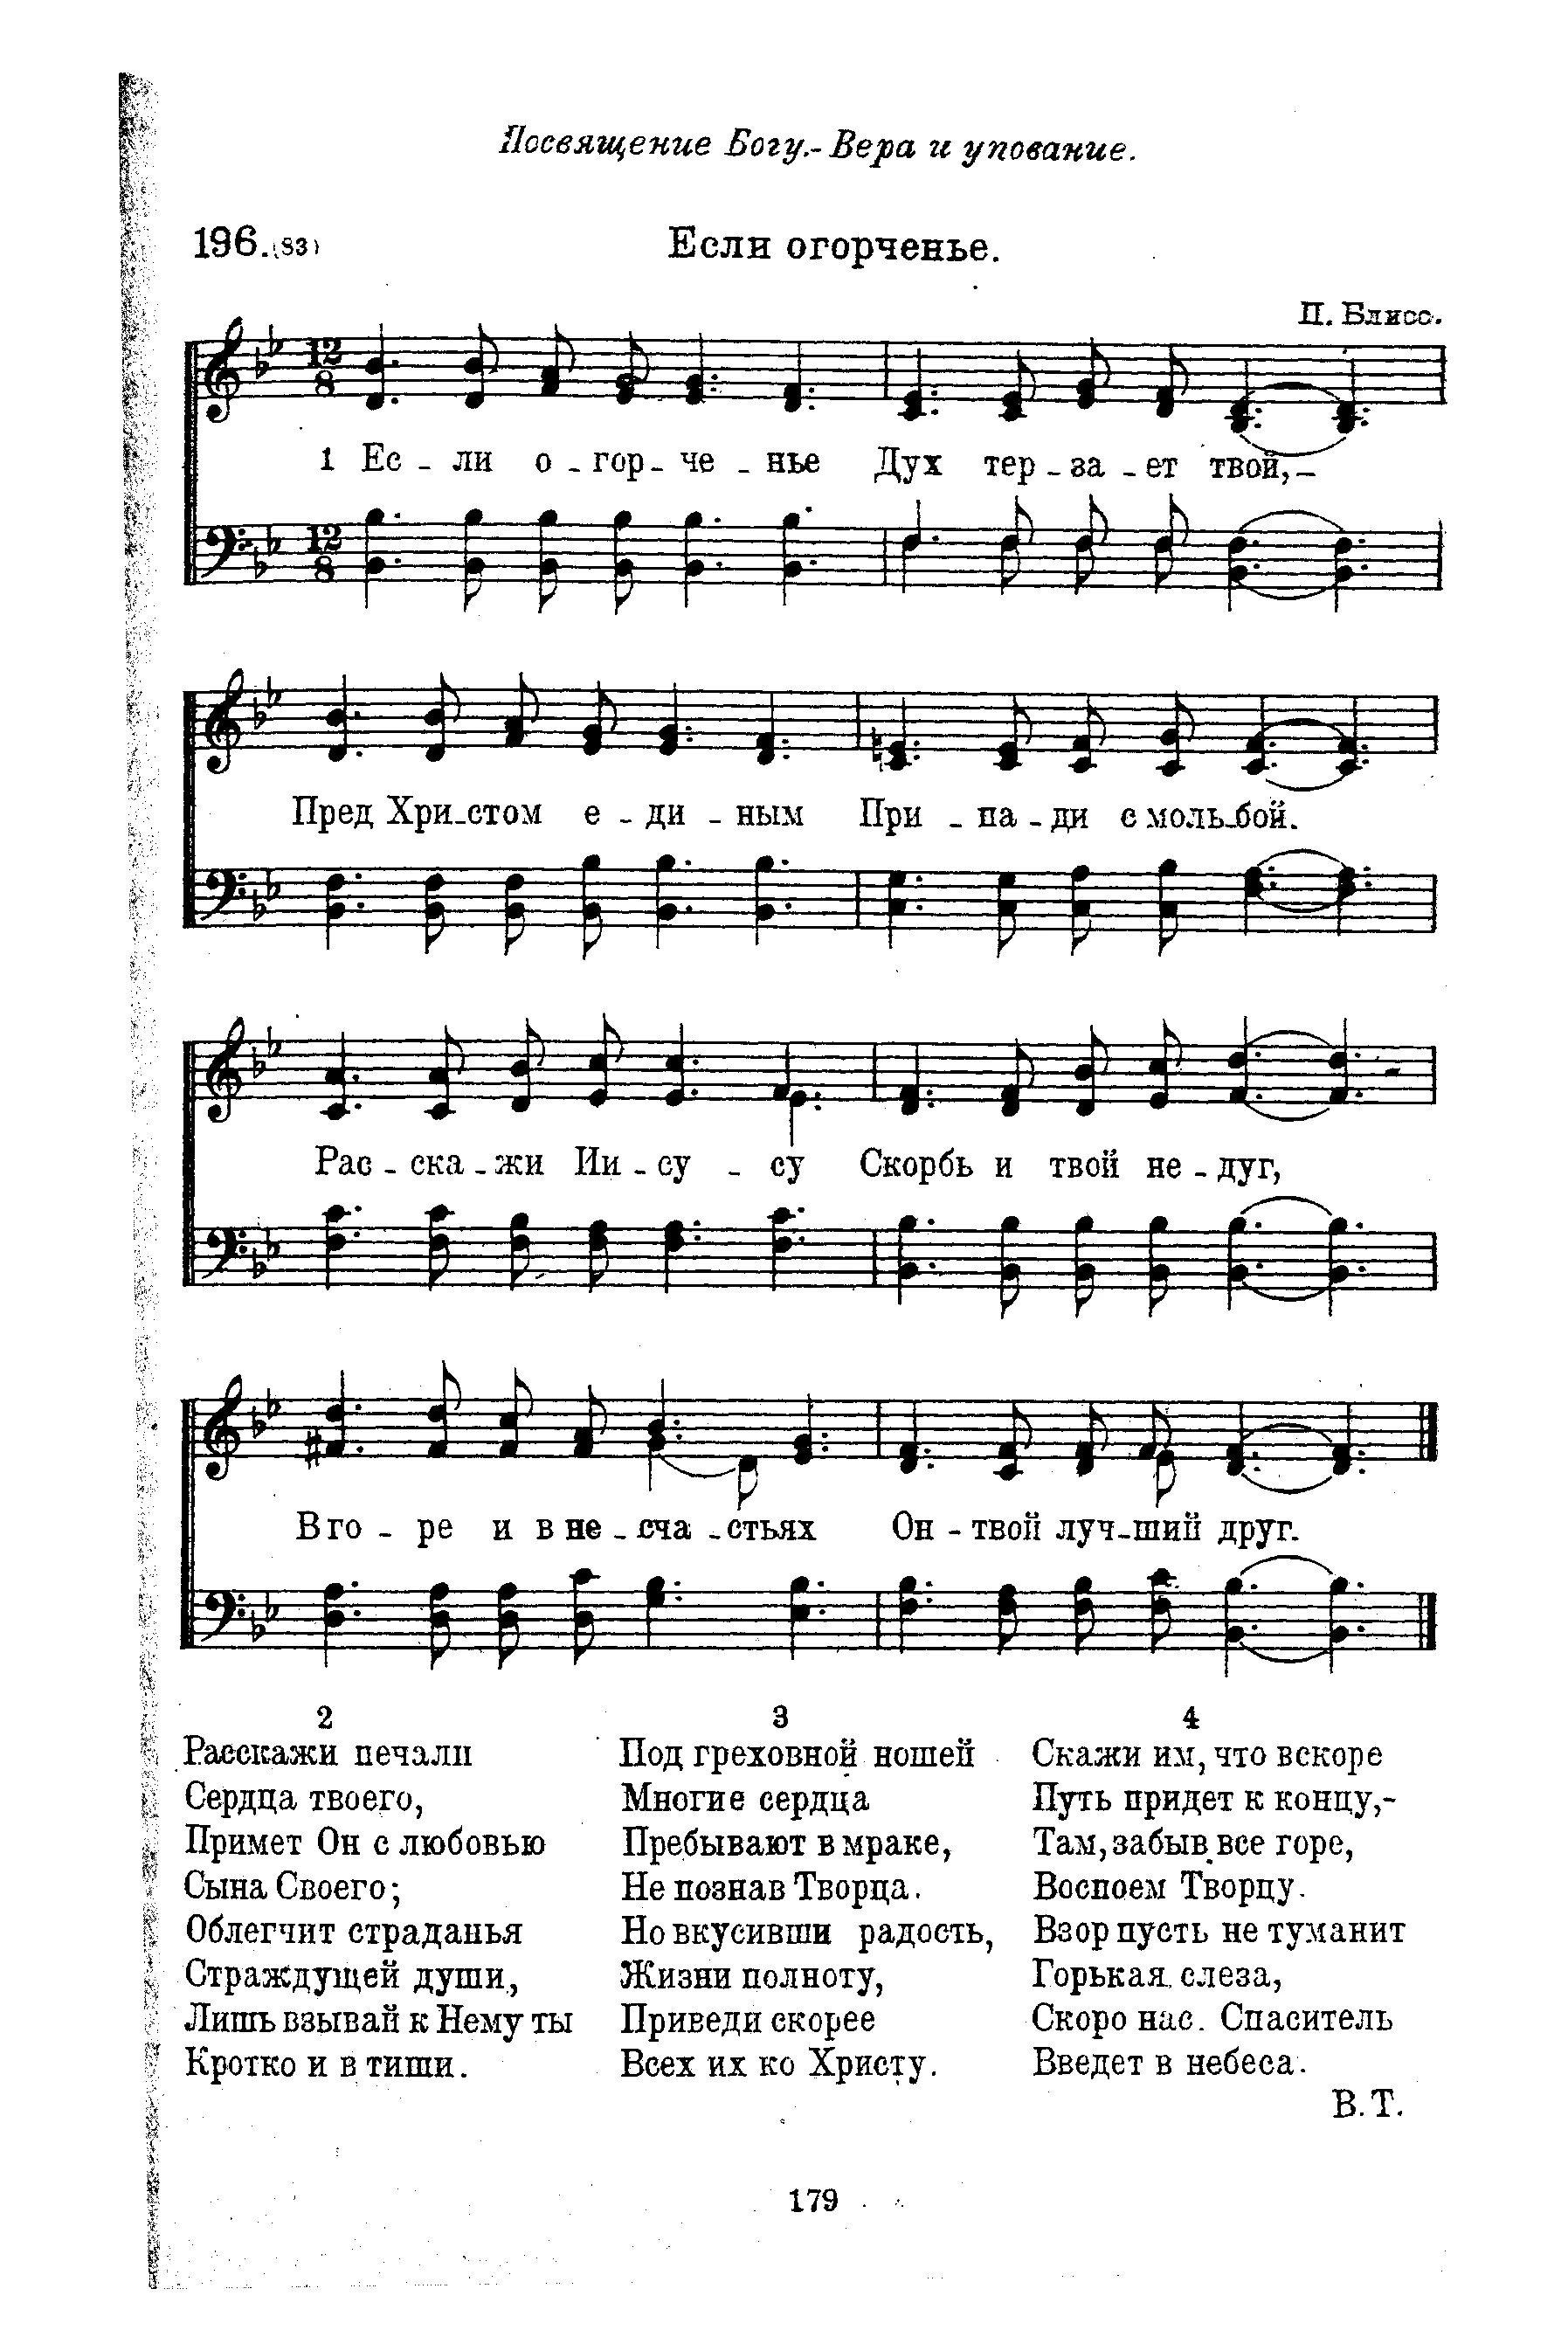 Посвящение Богу.- Вера и упование.
196.(83)
Если огорченье.
П. Блисс.
12
8
1 Ес - ли о - гор - че - нье Дух тер - за - ет твой,-
12
8
Пред Хри-стом е - ди - ным При - па - ди с моль-бой.
Рас - ска - жи Ии - су - су Скорбь и твой не - дуг,
В го - ре и в не - сча - стьях Он - твой луч-ший друг.
2
Расскажи печали
Сердца твоего,
Примет Он с любовью
Сына Своего;
Облегчит страданья
Страждущей души,
Лишь взывай к Нему ты
Кротко и в тиши.
3
Под греховной ношей
Многие сердца
Пребывают в мраке,
Не познав Творца.
Но вкусивши радость,
Жизни полноту,
Приведи скорее
Всех их ко Христу.
4
Скажи им, что вскоре
Путь придет к концу,-
Там, забыв все горе,
Воспоем Творцу.
Взор пусть не туманит
Горькая слеза,
Скоро нас. Спаситель
Введет в небеса.
В. Т.
179